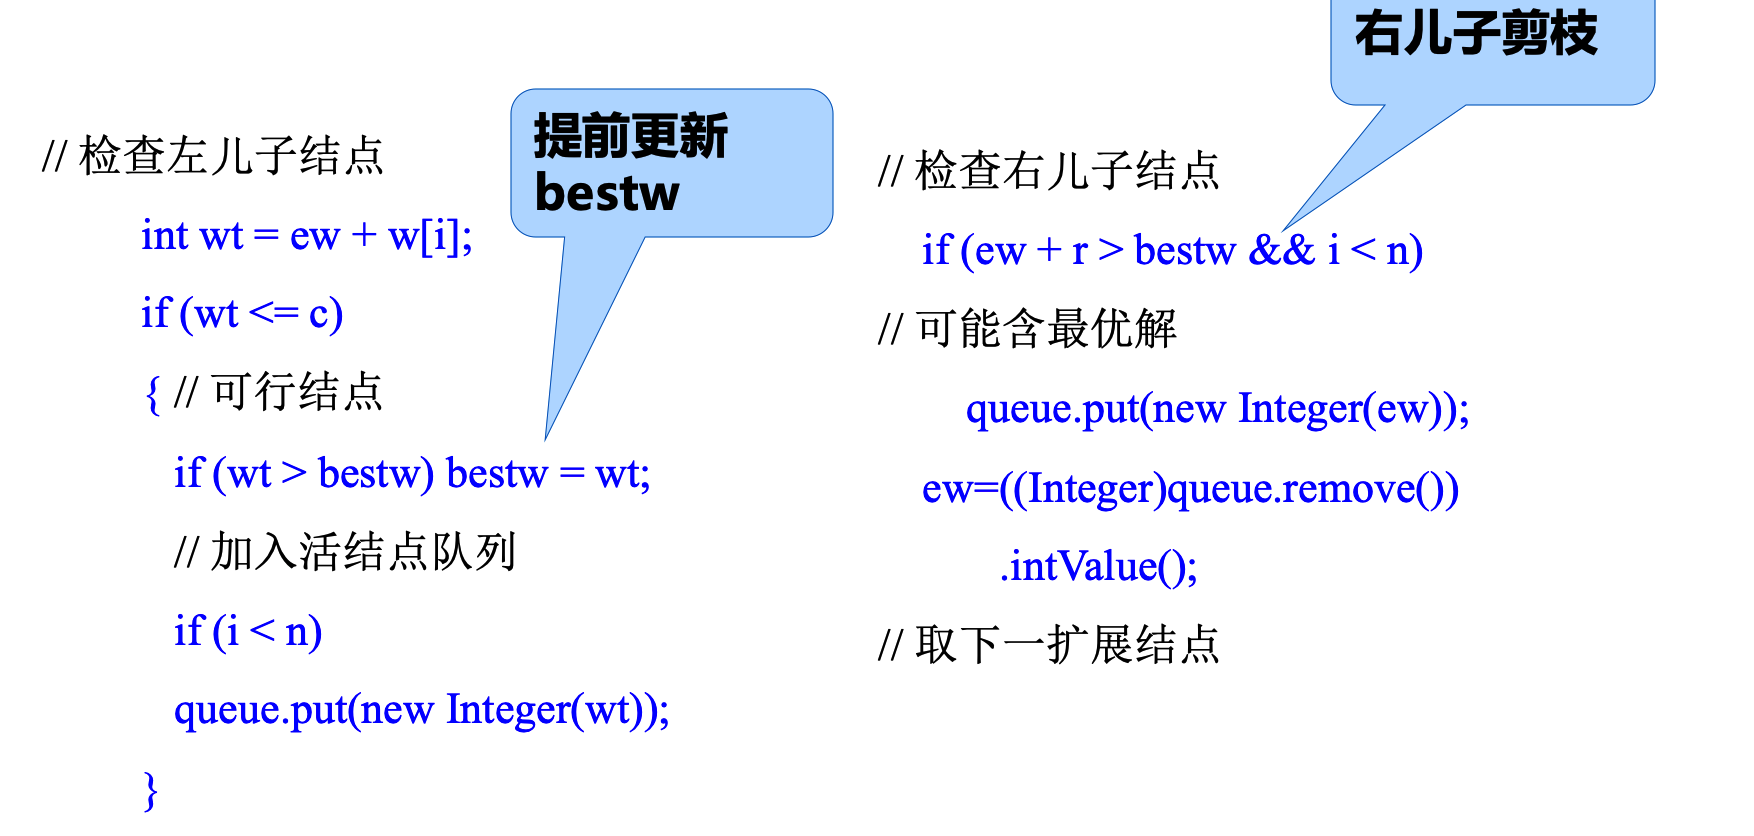 // 检查左儿子结点
int wt = ew + w[i];
if (wt <= c)
{ // 可行结点
if (wt > bestw) bestw = wt;
// 加入活结点队列
if (i < n)
queue.put(new Integer(wt));
}
提前更新
bestw
右儿子剪枝
// 检查右儿子结点
if (ew + r > bestw && i < n)
// 可能含最优解
queue.put(new Integer(ew));
ew=((Integer)queue.remove())
.intValue();
// 取下一扩展结点